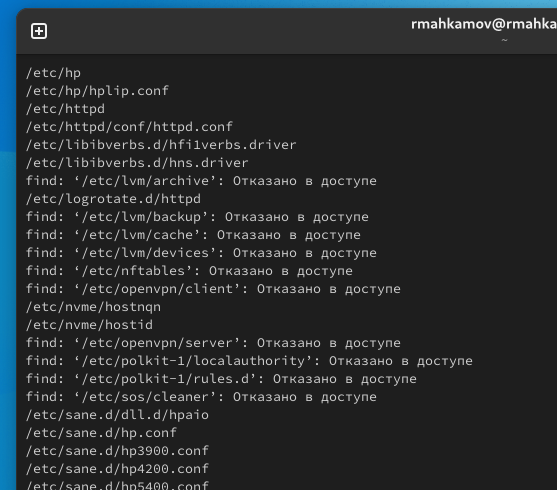 rmahkamov@rmahka
~
/etc/hp
/etc/hp/hplip.conf
/etc/httpd
/etc/httpd/conf/httpd.conf
/etc/libibverbs.d/hfi1verbs.driver
/etc/libibverbs.d/hns.driver
find: ‘/etc/lvm/archive’: Отказано в доступе
/etc/logrotate.d/httpd
find: ‘/etc/lvm/backup’: Отказано в доступе
find: ‘/etc/lvm/cache’: Отказано в доступе
find: ‘/etc/lvm/devices’: Отказано в доступе
find: ‘/etc/nftables’: Отказано в доступе
find: ‘/etc/openvpn/client’: Отказано в доступе
/etc/nvme/hostnqn
/etc/nvme/hostid
find: ‘/etc/openvpn/server’: Отказано в доступе
find: ‘/etc/polkit-1/localauthority’: Отказано в доступе
find: ‘/etc/polkit-1/rules.d’: Отказано в доступе
find: ‘/etc/sos/cleaner’: Отказано в доступе
/etc/sane.d/dll.d/hpaio
/etc/sane.d/hp.conf
/etc/sane.d/hp3900.conf
/etc/sane.d/hp4200.conf
/etc/sane.d/hp5400.conf